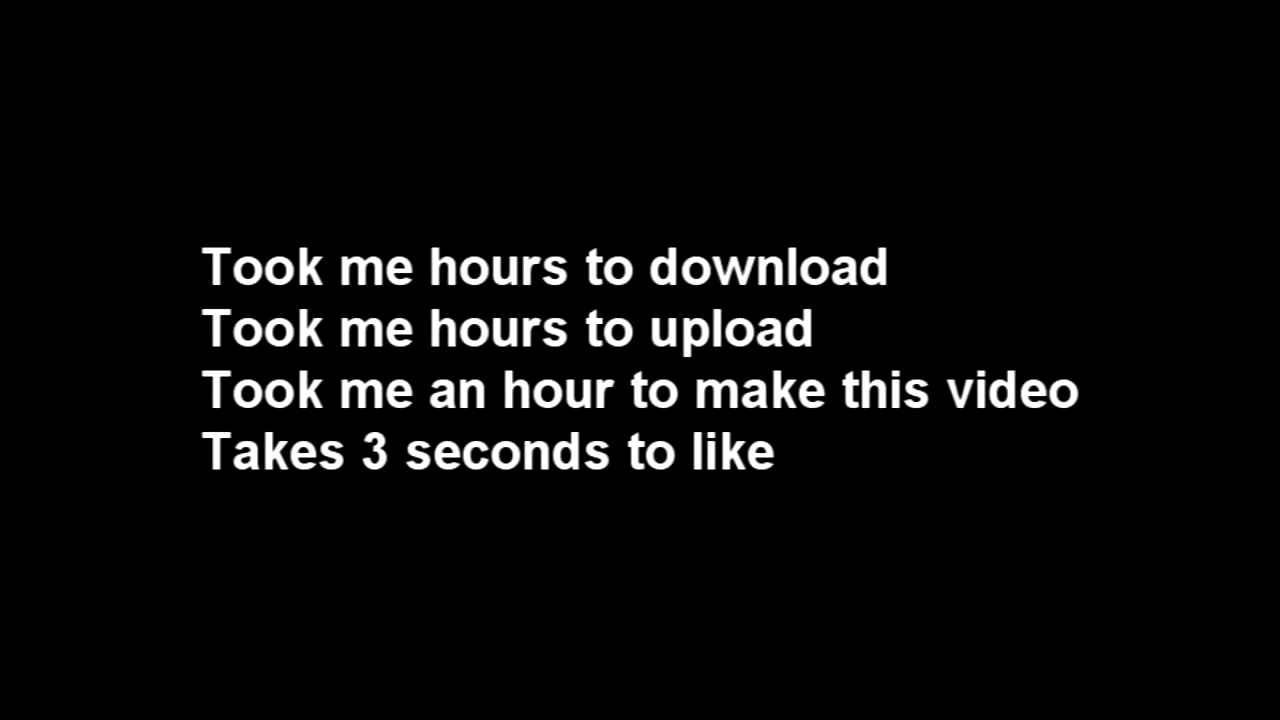 Took me hours to download
Took me hours to upload
Took me an hour to make this video
Takes 3 seconds to like